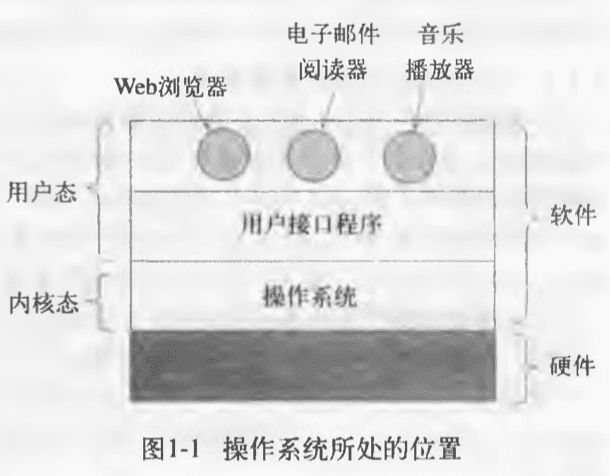 电子邮件 音乐
Web浏览器 阅读器 播放器
用户态
用户接口程序
软件
内核态
操作系统
硬件
图1-1 操作系统所处的位置